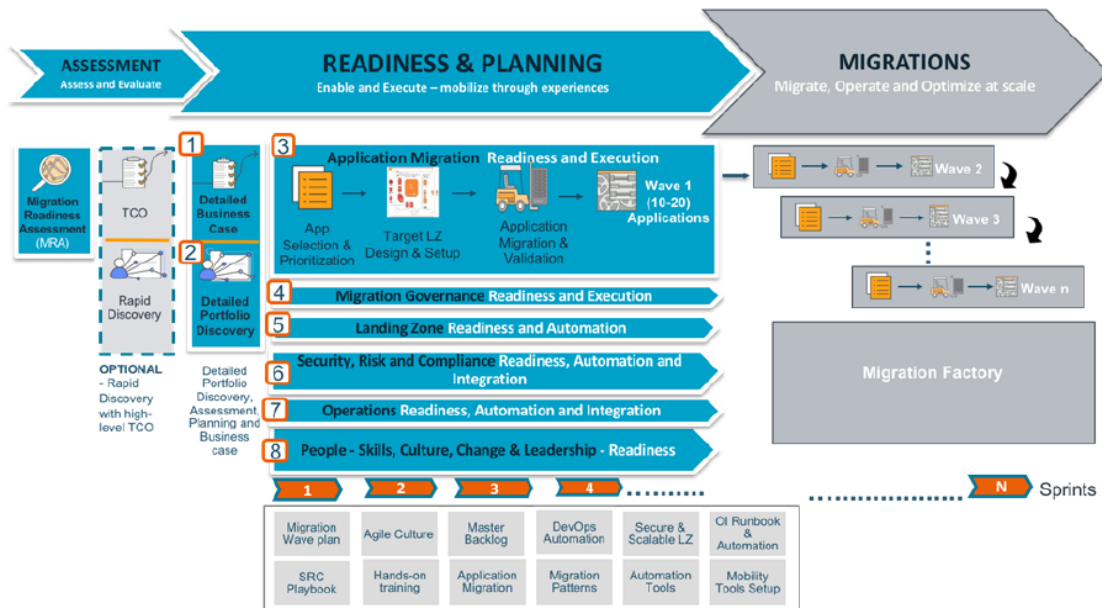 ASSESSMENT
Assess and Evaluate
READINESS & PLANNING
Enable and Execute – mobilize through experiences
MIGRATIONS
Migrate, Operate and Optimize at scale
Migration
Readiness
Assessment
(MRA)
TCO
Rapid
Discovery
OPTIONAL
- Rapid
Discovery
with high-
level TCO
1
Detailed
Business
Case
2
Detailed
Portfolio
Discovery
Detailed
Portfolio
Discovery,
Assessment,
Planning and
Business
case
3
Application Migration Readiness and Execution
App
Selection &
Prioritization
Target LZ
Design & Setup
Application
Migration &
Validation
Wave 1
(10-20)
Applications
4
Migration Governance Readiness and Execution
5
Landing Zone Readiness and Automation
6
Security, Risk and Compliance Readiness, Automation and
Integration
7
Operations Readiness, Automation and Integration
8
People - Skills, Culture, Change & Leadership - Readiness
Wave 2
Wave 3
Wave n
Migration Factory
1
2
3
4
N
Sprints
Migration
Wave plan
Agile Culture
Master
Backlog
DevOps
Automation
Secure &
Scalable LZ
OI Runbook
&
Automation
SRC
Playbook
Hands-on
training
Application
Migration
Migration
Patterns
Automation
Tools
Mobility
Tools Setup